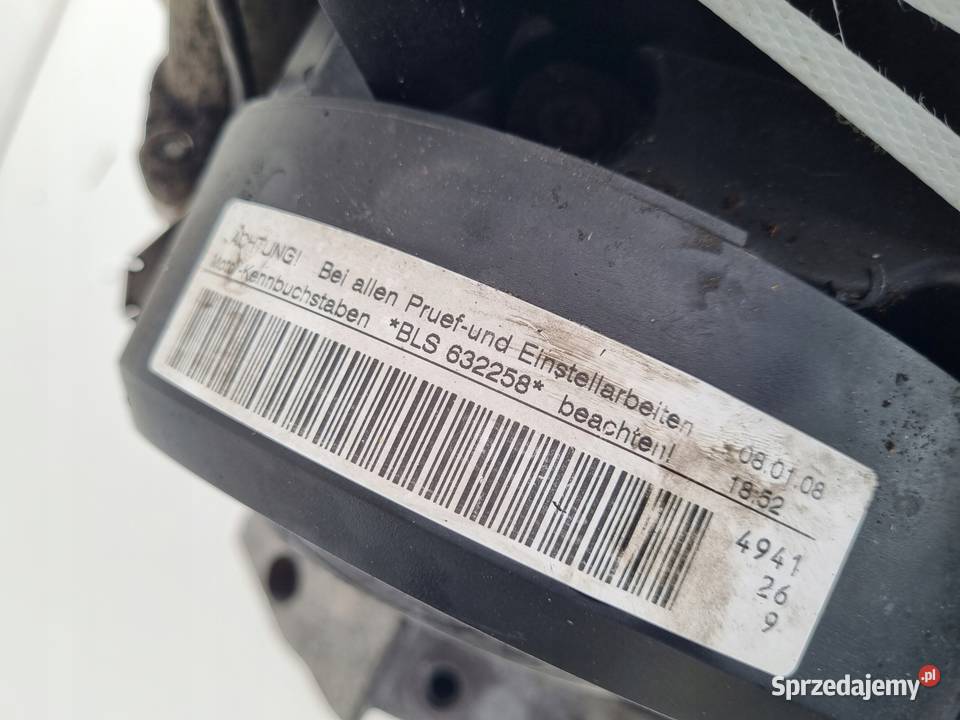 ACHTUNG! Bei allen Pruef-und Einstellarbeiten
Motor-Kennbuchstaben *BLS 632258* beachten!
08.01.08
18:52
4941
26
9
Sprzedajemy.pl